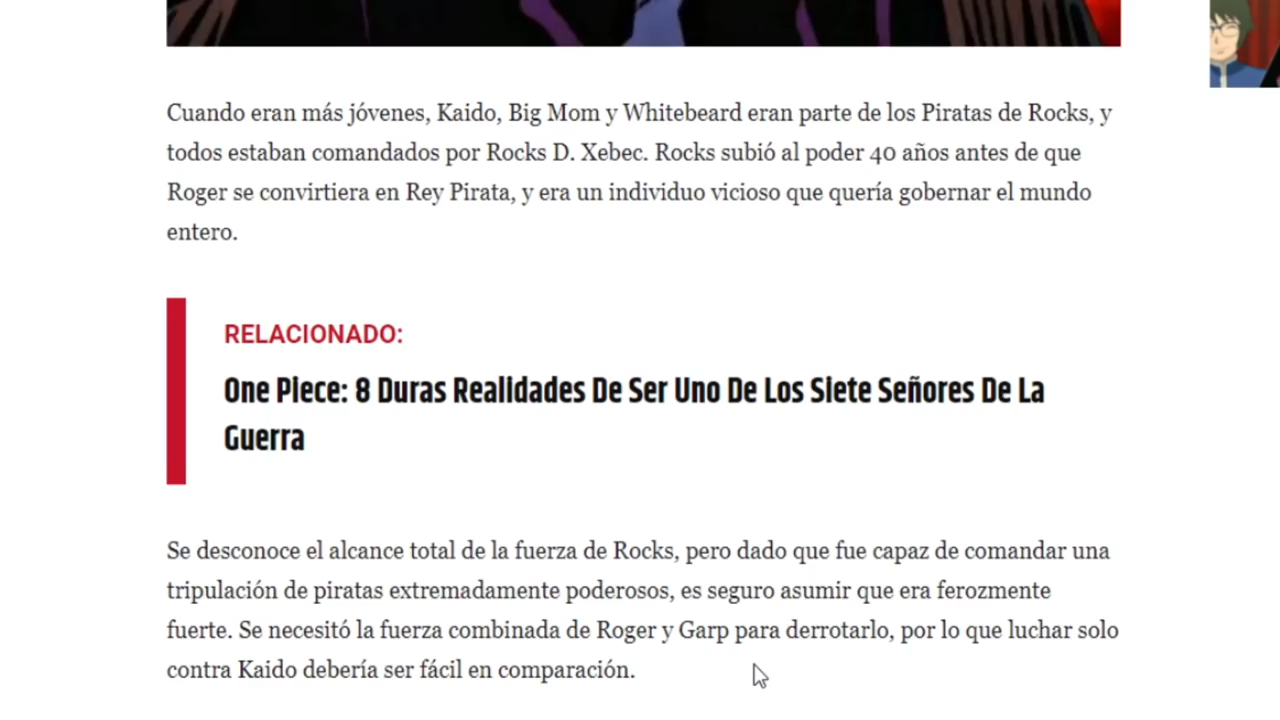 Cuando eran más jóvenes, Kaido, Big Mom y Whitebeard eran parte de los Piratas de Rocks, y
todos estaban comandados por Rocks D. Xebec. Rocks subió al poder 40 años antes de que
Roger se convirtiera en Rey Pirata, y era un individuo vicioso que quería gobernar el mundo
entero.
RELACIONADO:
One Piece: 8 Duras Realidades De Ser Uno De Los Siete Señores De La
Guerra
Se desconoce el alcance total de la fuerza de Rocks, pero dado que fue capaz de comandar una
tripulación de piratas extremadamente poderosos, es seguro asumir que era ferozmente
fuerte. Se necesitó la fuerza combinada de Roger y Garp para derrotarlo, por lo que luchar solo
contra Kaido debería ser fácil en comparación.